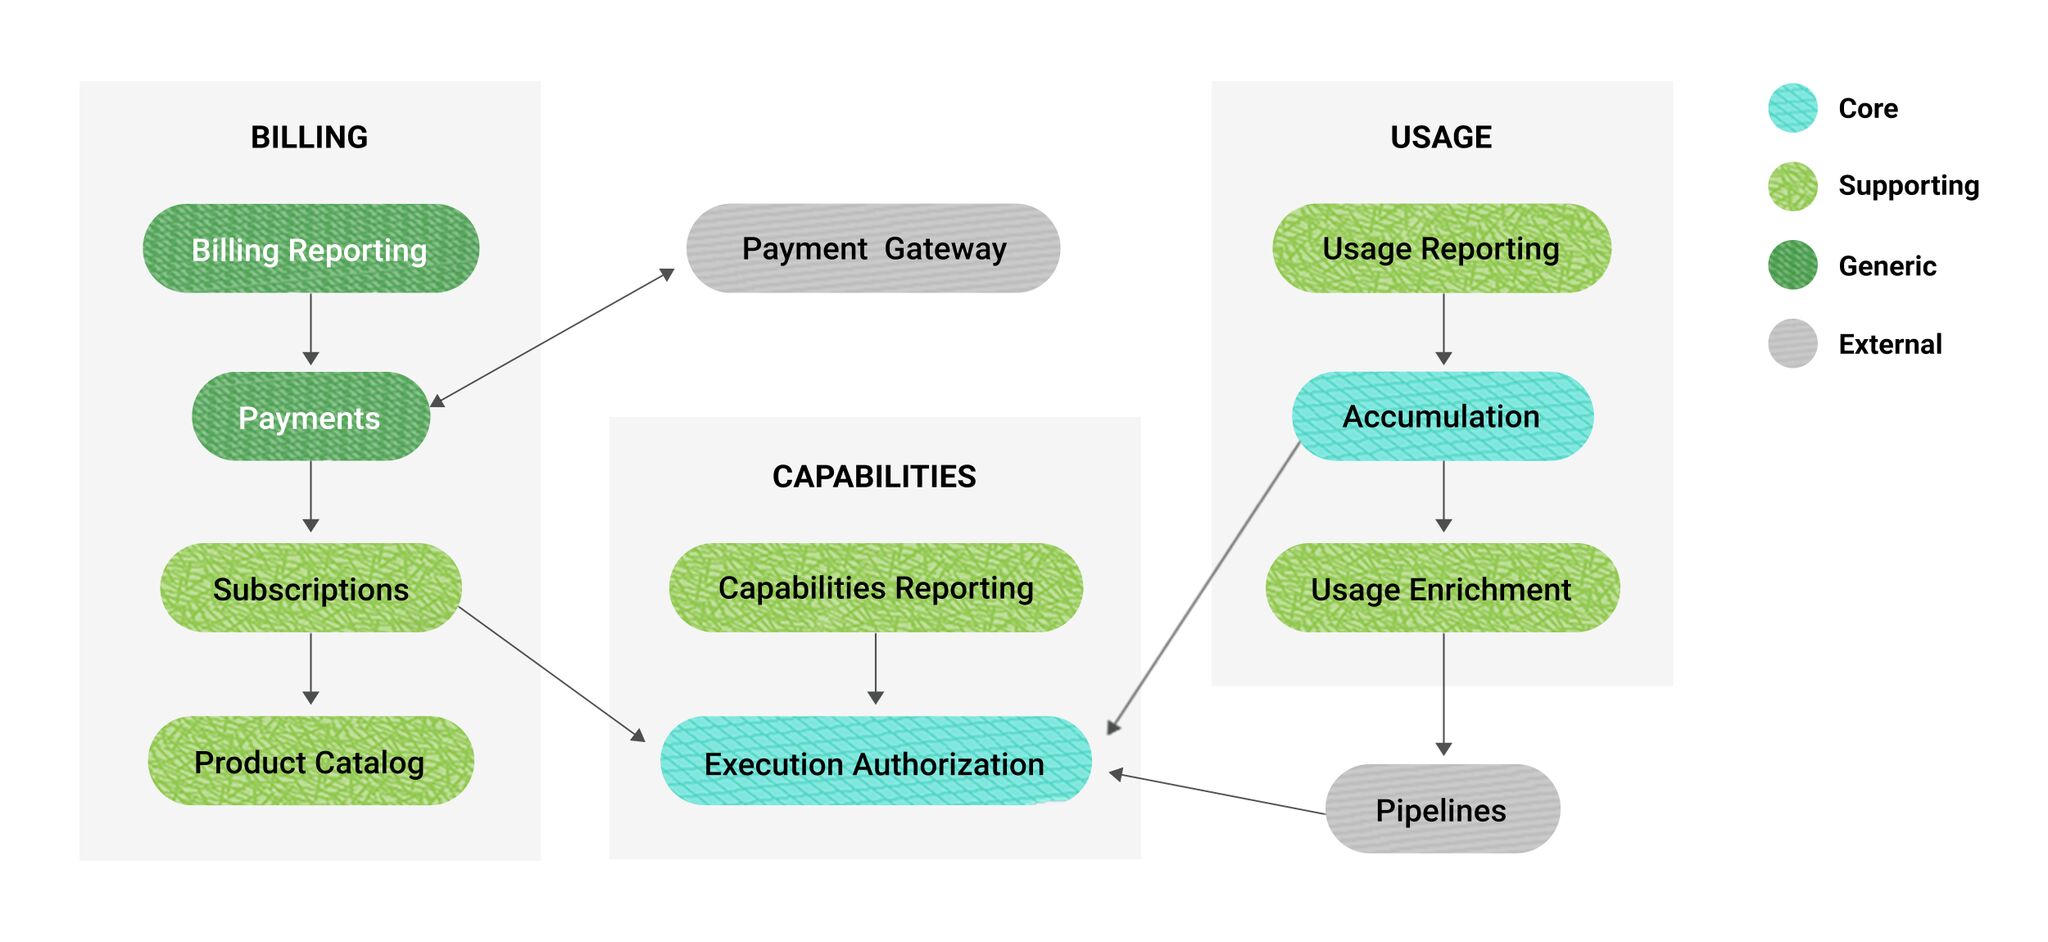 BILLING
Billing Reporting
Payments
Subscriptions
Product Catalog
Payment  Gateway
CAPABILITIES
Capabilities Reporting
Execution Authorization
USAGE
Usage Reporting
Accumulation
Usage Enrichment
Pipelines
Core
Supporting
Generic
External